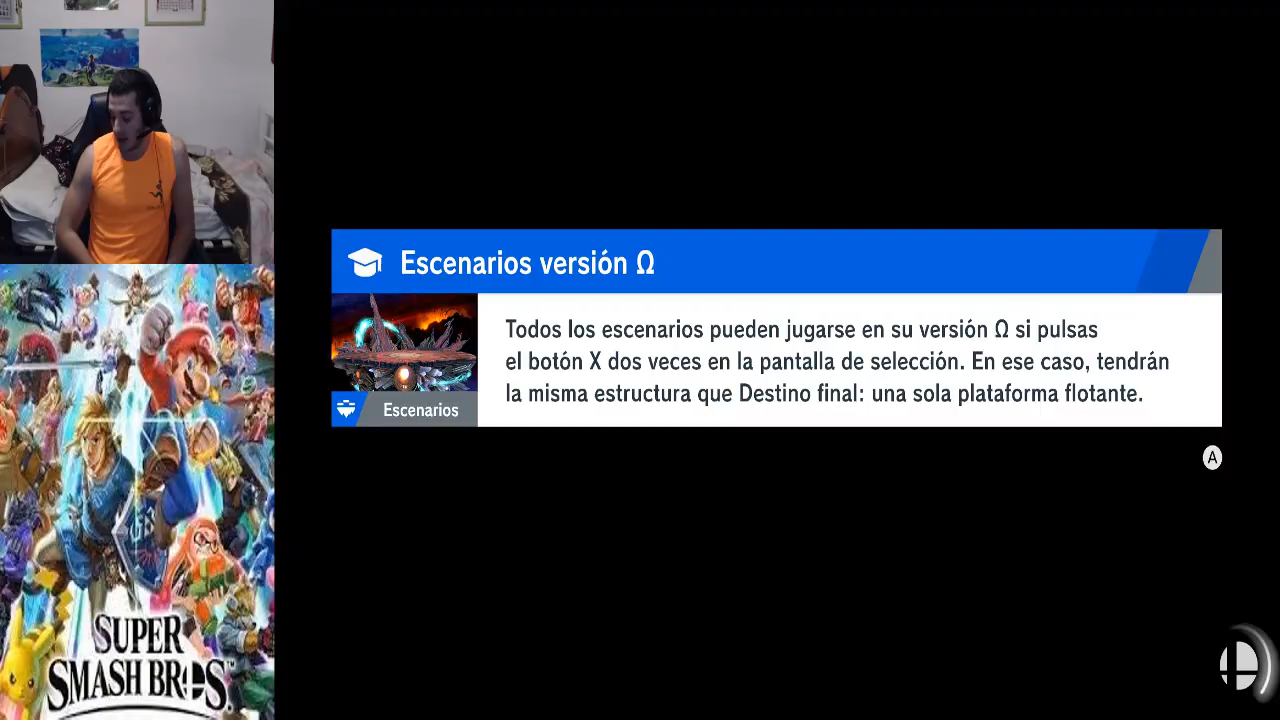 Escenarios versión Ω
Todos los escenarios pueden jugarse en su versión Ω si pulsas
el botón X dos veces en la pantalla de selección. En ese caso, tendrán
la misma estructura que Destino final: una sola plataforma flotante.
Escenarios
A
SUPER
SMASH BROS.™